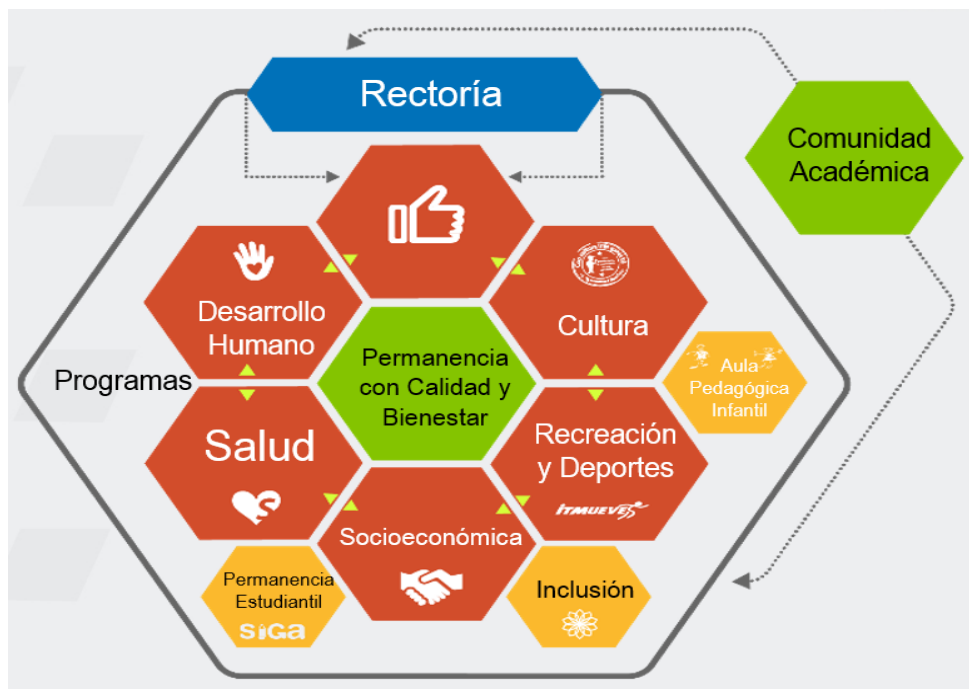 Rectoría
Comunidad
Académica
Desarrollo
Humano
Cultura
Permanencia
con Calidad y
Bienestar
Programas
Aula
Pedagógica
Infantil
Salud
Recreación
y Deportes
ITMUEVE
Socioeconómica
Permanencia
Estudiantil
SIGA
Inclusión